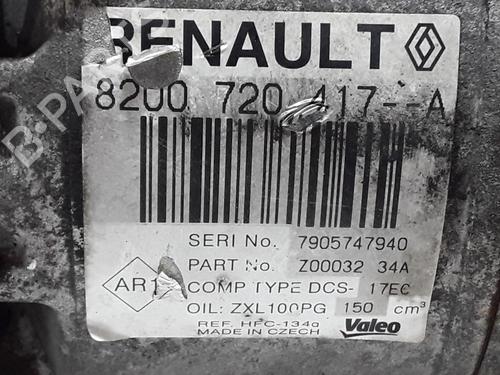 RENAULT
8200 720 417--A
SERI No. 7905747940
PART No. Z00032 34A
AR1 COMP TYPE DCS- 17EC
OIL: ZXL100PG 150 cm³
REF. HFC-134a
MADE IN CZECH Valeo
B-PARTS